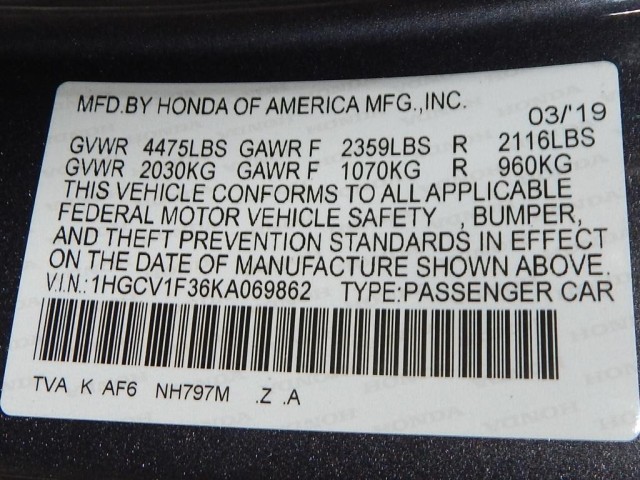 MFD.BY HONDA OF AMERICA MFG.,INC. 03/'19
GVWR 4475LBS GAWR F 2359LBS R 2116LBS
GVWR 2030KG GAWR F 1070KG R 960KG
THIS VEHICLE CONFORMS TO ALL APPLICABLE
FEDERAL MOTOR VEHICLE SAFETY , BUMPER,
AND THEFT PREVENTION STANDARDS IN EFFECT
ON THE DATE OF MANUFACTURE SHOWN ABOVE.
V.I.N.:1HGCV1F36KA069862 TYPE:PASSENGER CAR
TVA K AF6 NH797M .Z .A